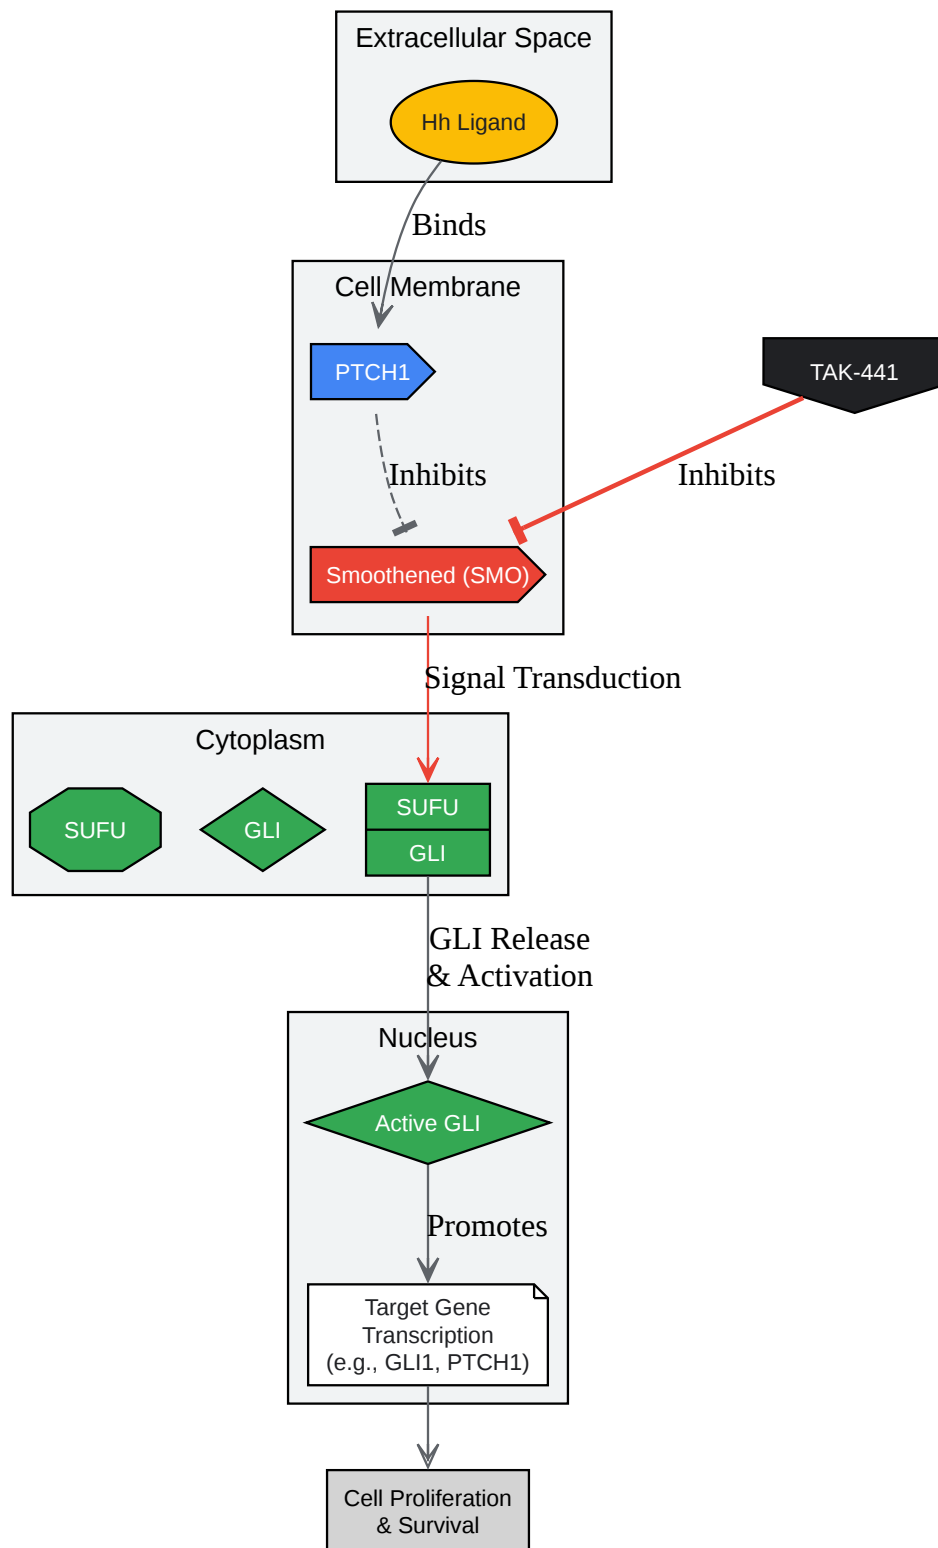 Extracellular Space
Hh Ligand
Binds
Cell Membrane
PTCH1
TAK-441
Inhibits
Inhibits
Smoothened (SMO)
Signal Transduction
Cytoplasm
SUFU
GLI
SUFU
GLI
GLI Release
& Activation
Nucleus
Active GLI
Promotes
Target Gene
Transcription
(e.g., GLI1, PTCH1)
Cell Proliferation
& Survival